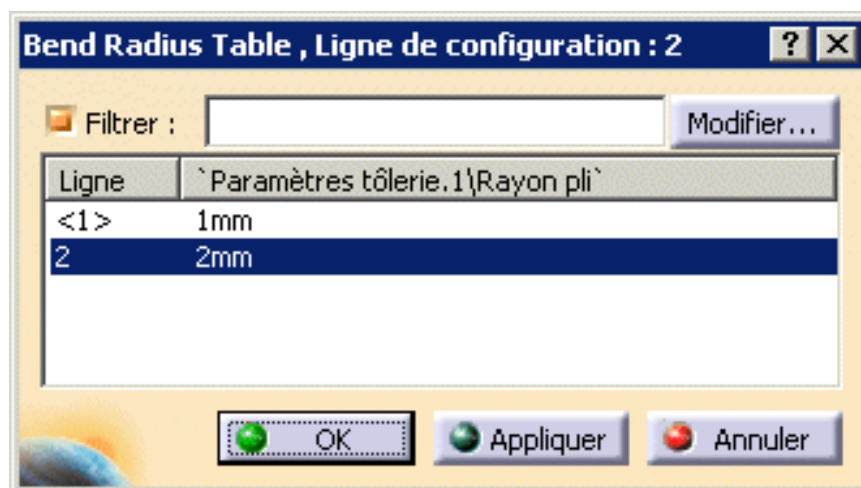 Bend Radius Table , Ligne de configuration : 2 ? X
Filtrer : Modifier...
Ligne `Paramètres tôlerie.1\Rayon pli`
<1> 1mm
2 2mm
OK Appliquer Annuler